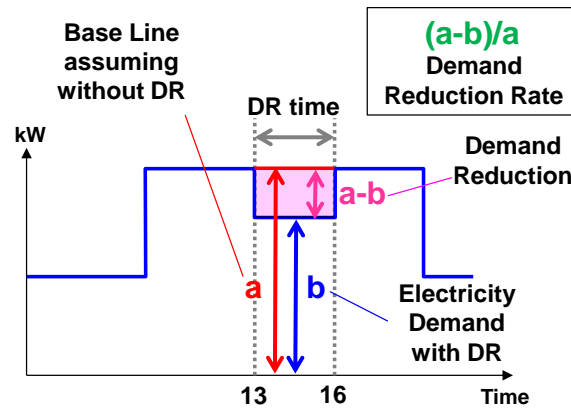 Base Line
assuming
without DR
(a-b)/a
Demand
Reduction Rate
DR time
kW
Demand
Reduction
a-b
a
b
Electricity
Demand
with DR
13
16
Time